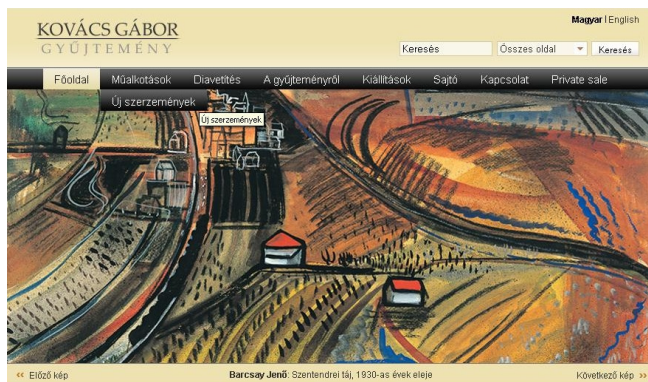 Magyar | English
KOVÁCS GÁBOR
GYŰJTEMÉNY
Keresés Összes oldal Keresés
Főoldal Műalkotások Diavetítés A gyűjteményről Kiállítások Sajtó Kapcsolat Private sale
Új szerzemények
Új szerzemények
Előző kép Barcsay Jenő: Szentendrei táj, 1930-as évek eleje Következő kép